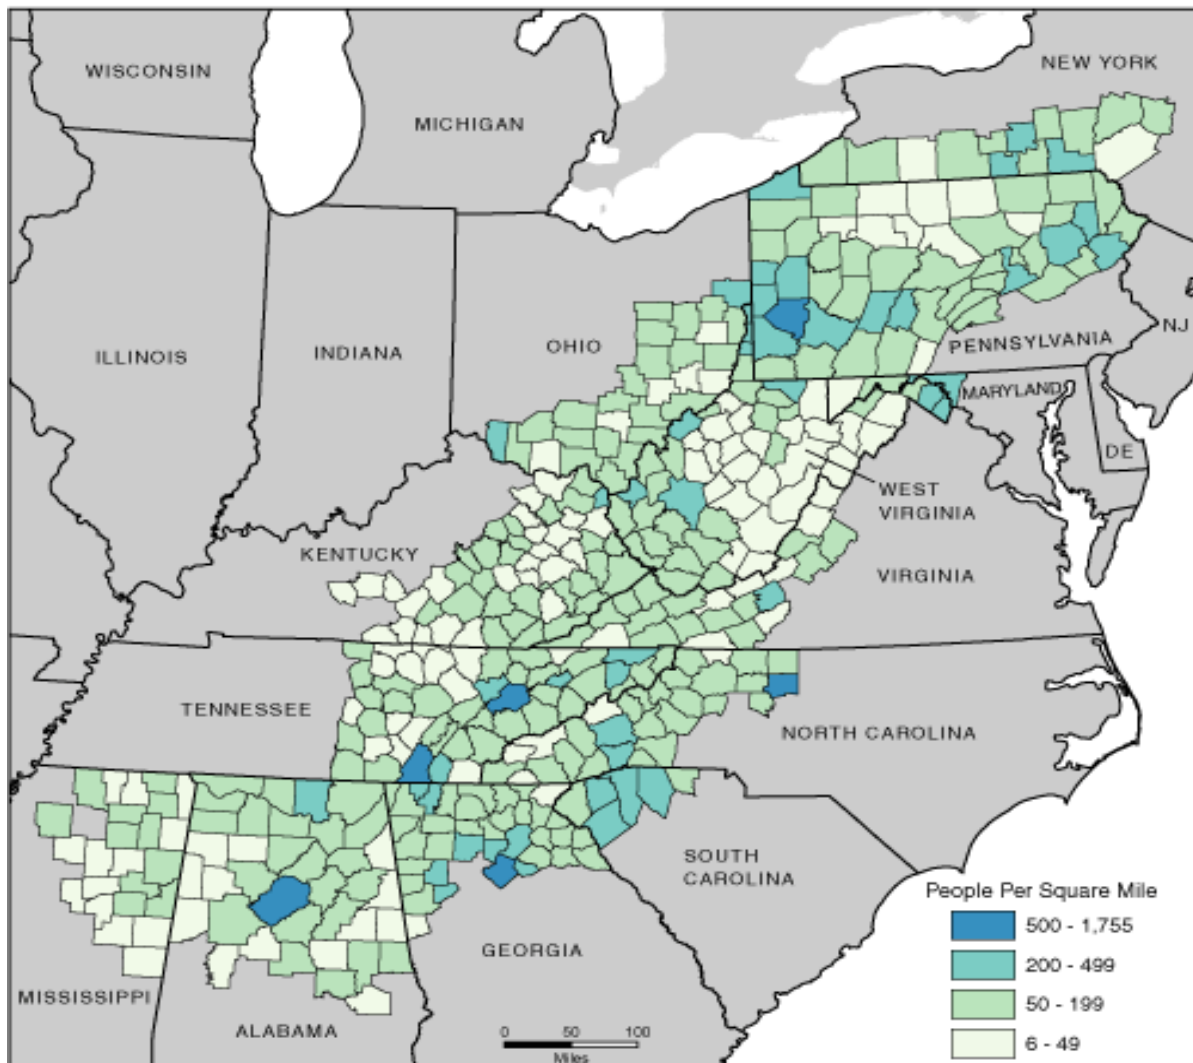 WISCONSIN
MICHIGAN
NEW YORK
ILLINOIS
INDIANA
OHIO
PENNSYLVANIA
NJ
MARYLAND
DE
WEST
VIRGINIA
KENTUCKY
VIRGINIA
TENNESSEE
NORTH CAROLINA
SOUTH
CAROLINA
GEORGIA
MISSISSIPPI
ALABAMA
People Per Square Mile
500 - 1,755
200 - 499
50 - 199
6 - 49
0 50 100
Miles